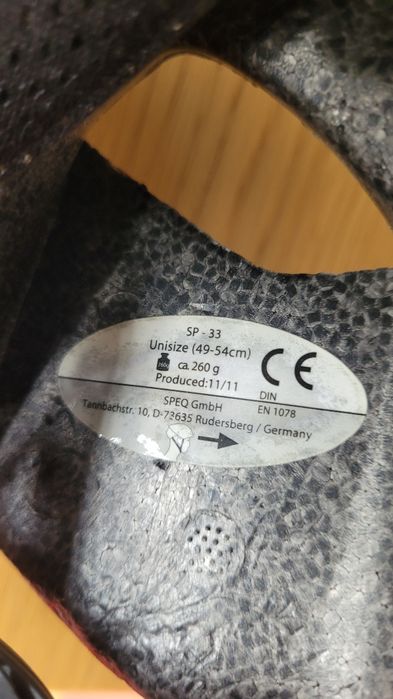 SP - 33
Unisize (49-54cm)
ca. 260 g
Produced:11/11
CE
DIN
EN 1078
SPEQ GmbH
Tannbachstr. 10, D-73635 Rudersberg / Germany